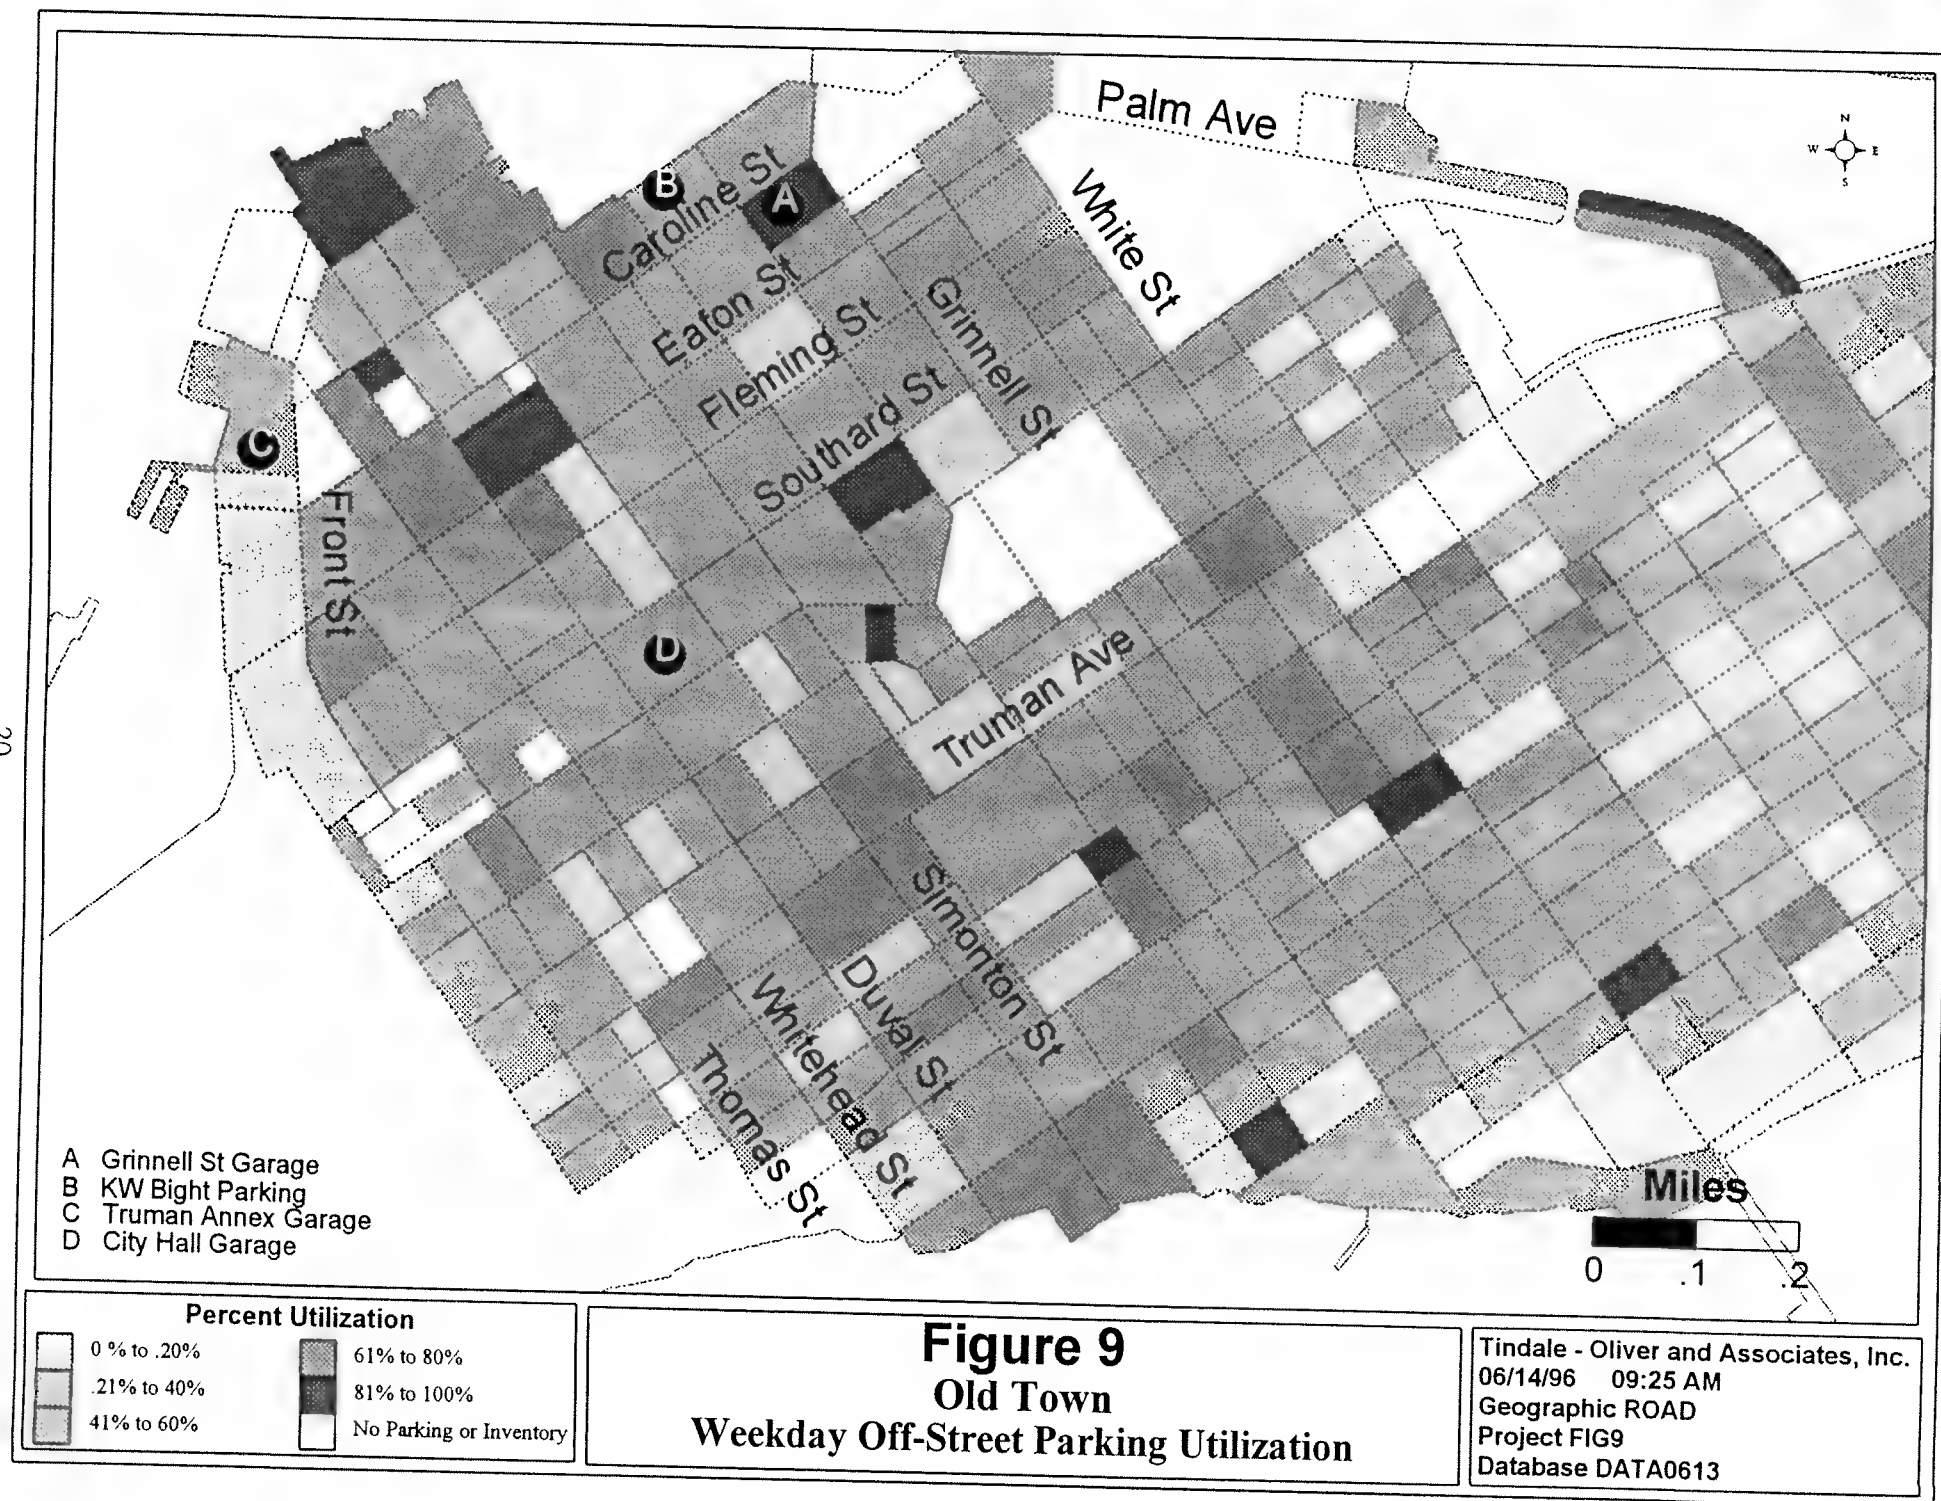 Palm Ave
N
W
E
S
White St
B
A
Caroline St
Eaton St
Fleming St
Grinnell St
Southard St
C
Front St
D
Truman Ave
20
Simonton St
Duval St
Whitehead St
Thomas St
A Grinnell St Garage
B KW Bight Parking
C Truman Annex Garage
D City Hall Garage
Miles
0 .1 .2
Percent Utilization
0 % to .20%
.21% to 40%
41% to 60%
61% to 80%
81% to 100%
No Parking or Inventory
Figure 9
Old Town
Weekday Off-Street Parking Utilization
Tindale - Oliver and Associates, Inc.
06/14/96 09:25 AM
Geographic ROAD
Project FIG9
Database DATA0613